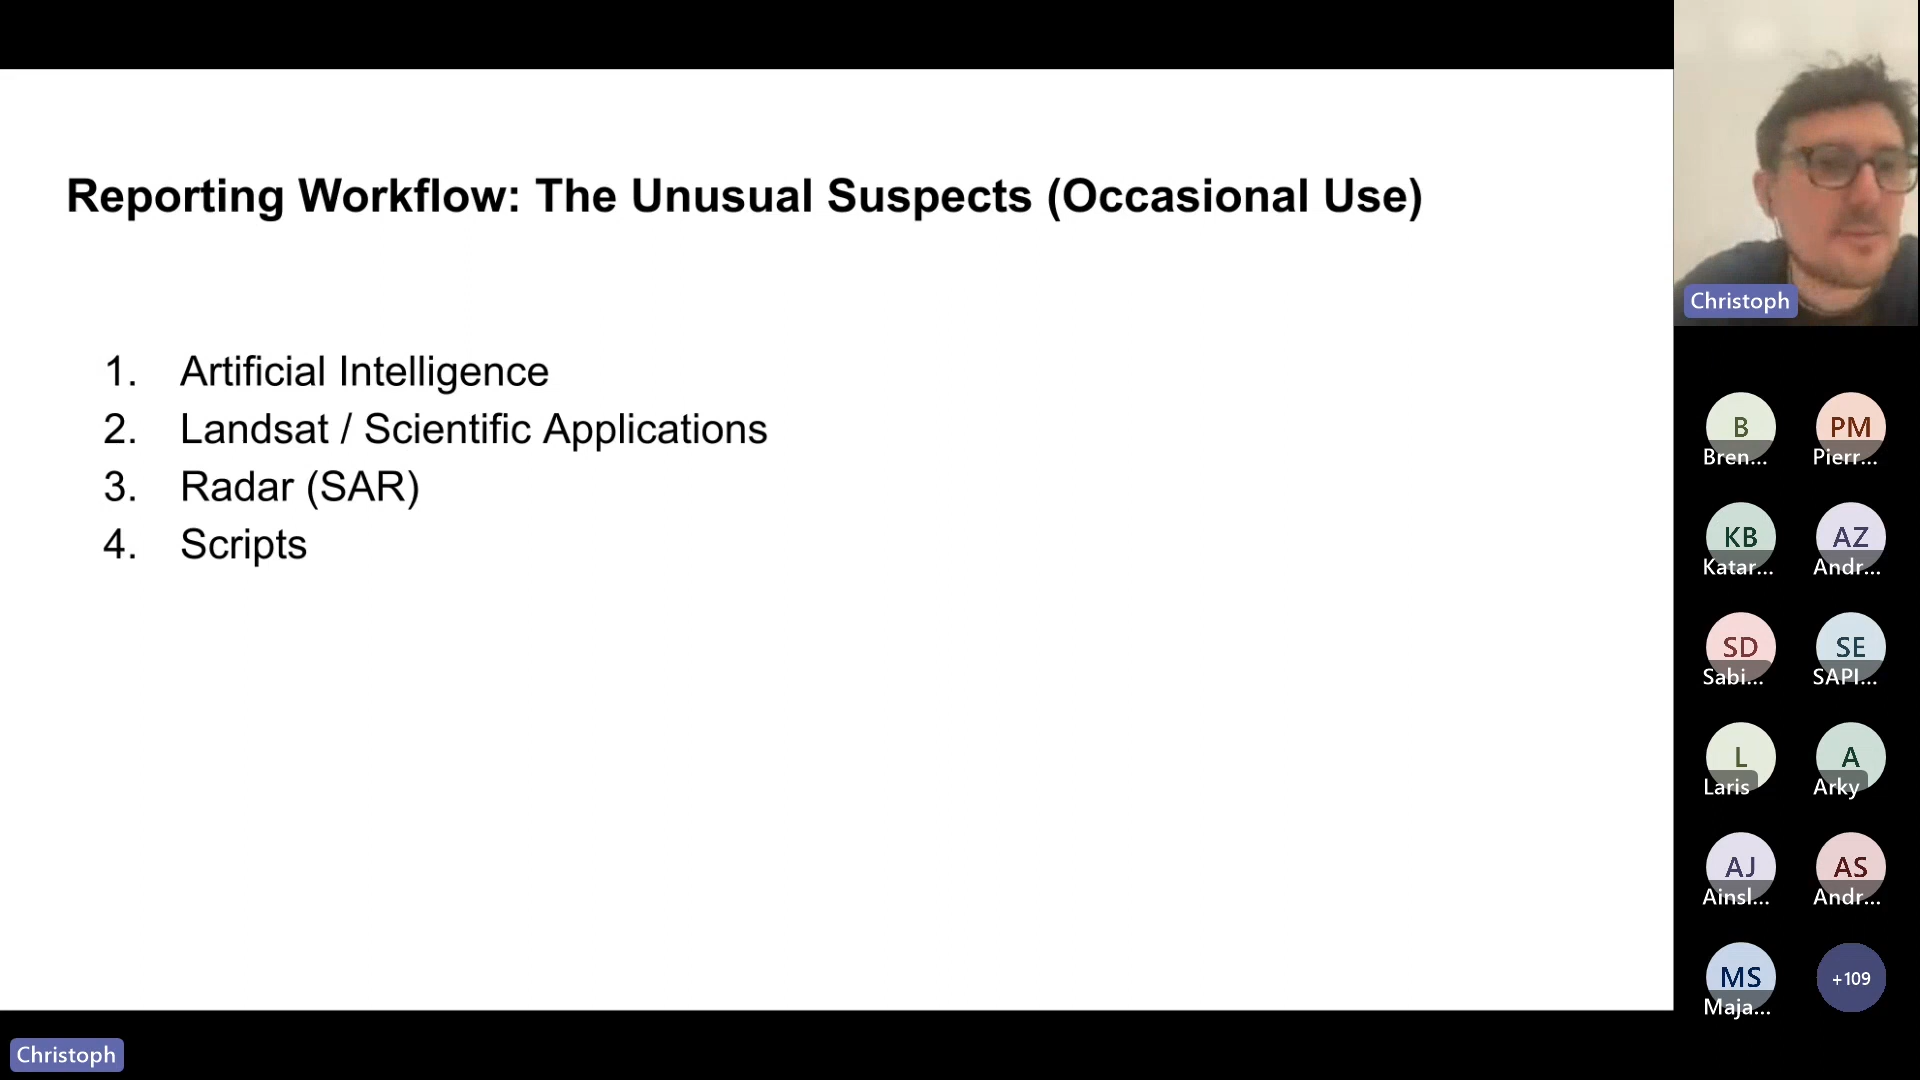 Reporting Workflow: The Unusual Suspects (Occasional Use)
1. Artificial Intelligence
2. Landsat / Scientific Applications
3. Radar (SAR)
4. Scripts
Christoph
B
Bren...
PM
Pierr...
KB
Katar...
AZ
Andr...
SD
Sabi...
SE
SAPI...
L
Laris
A
Arky
AJ
Ainsl...
AS
Andr...
MS
Maja...
+109
Christoph